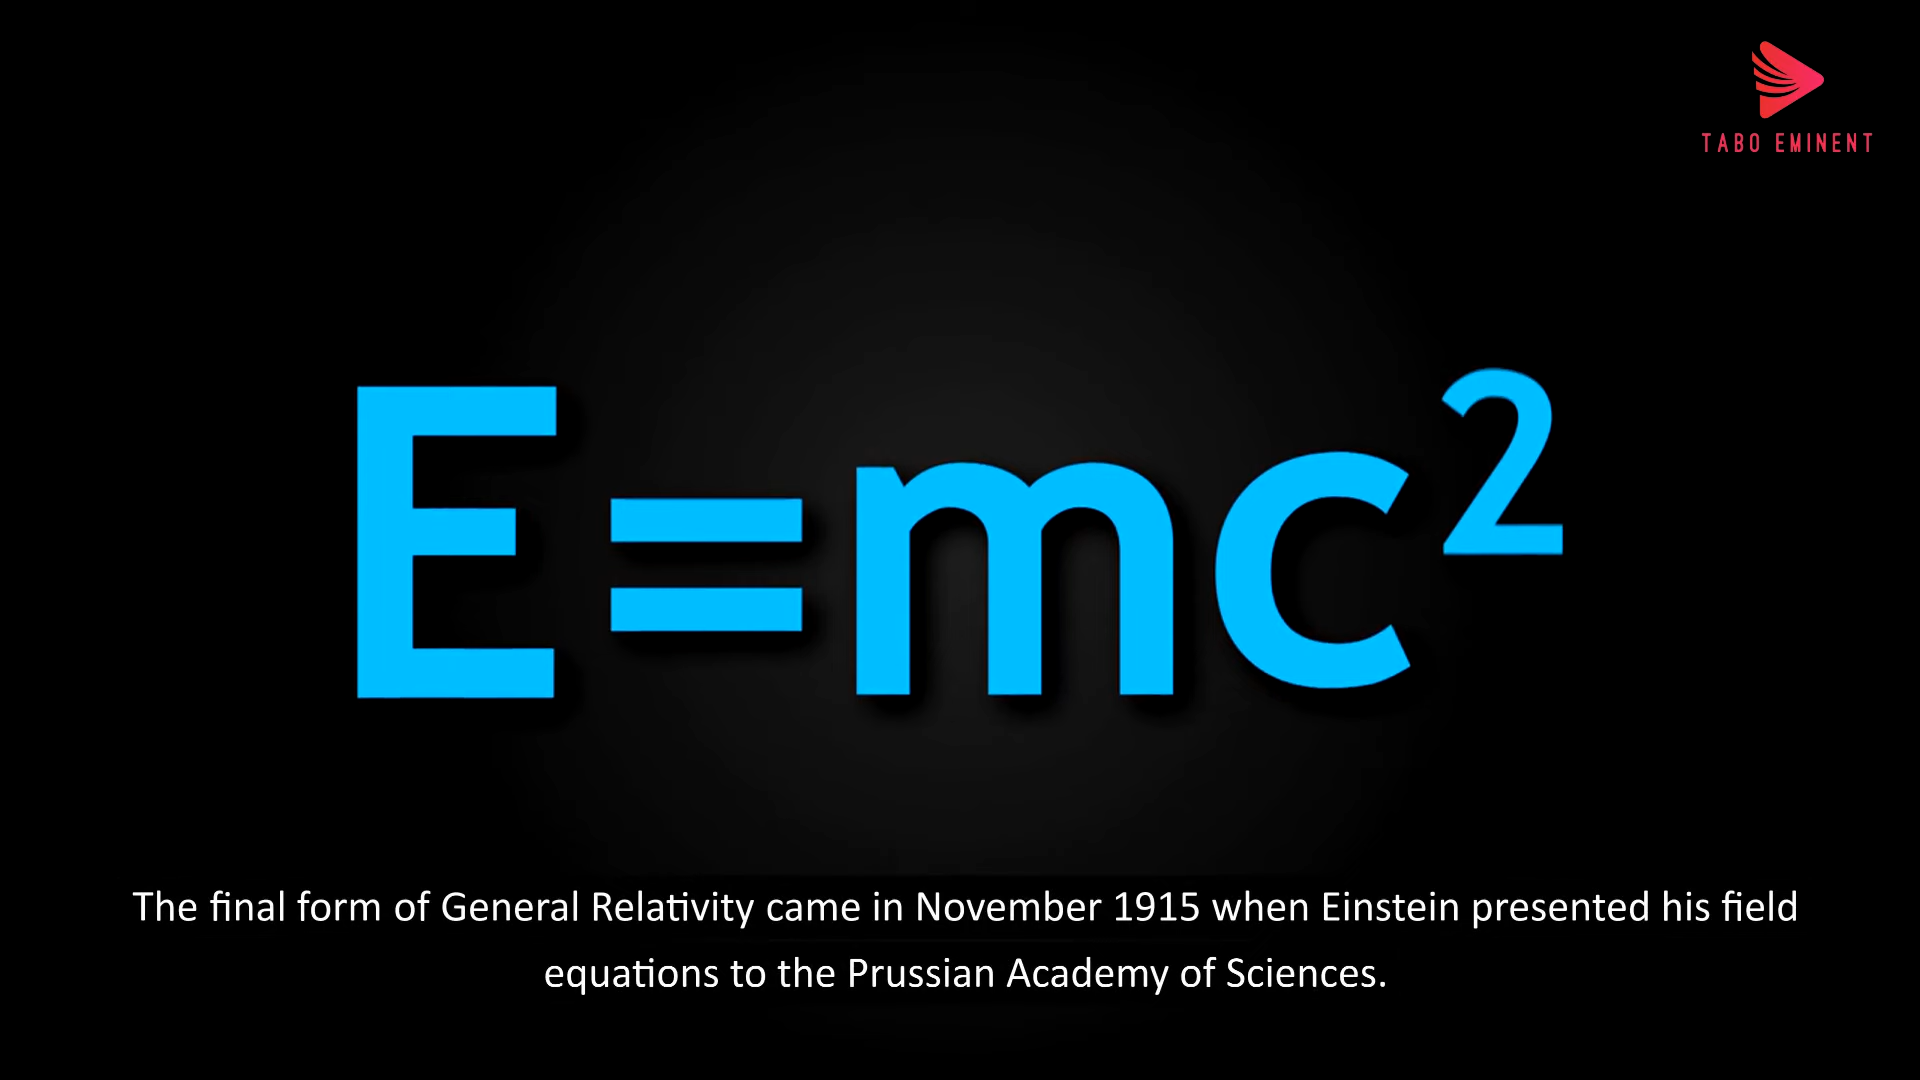 TABO EMINENT
E=mc²
The final form of General Relativity came in November 1915 when Einstein presented his field
equations to the Prussian Academy of Sciences.